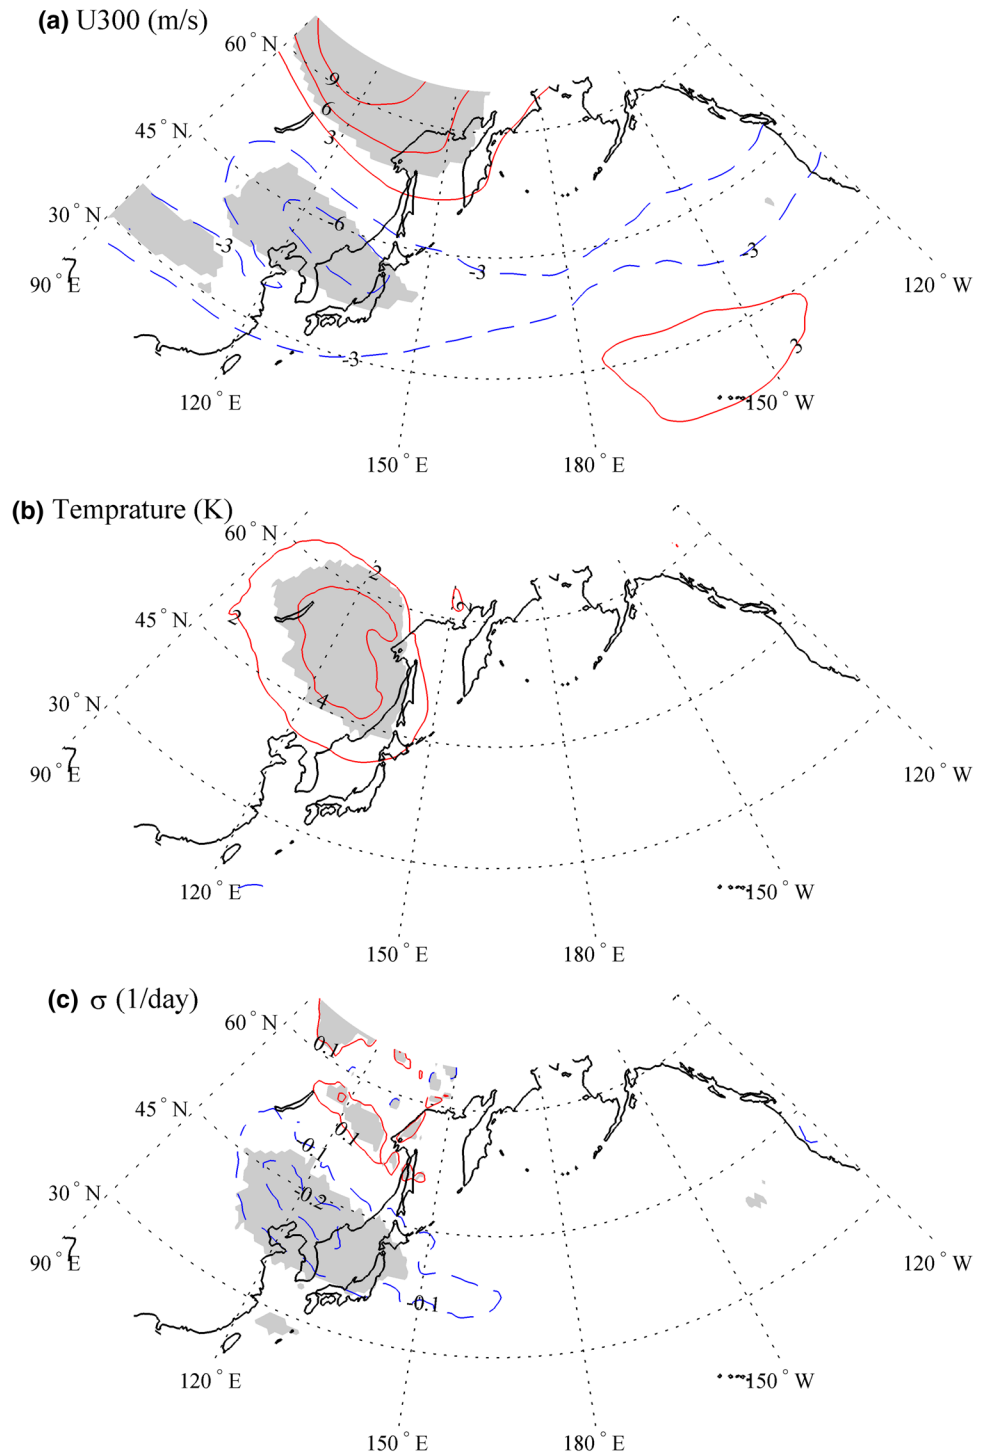 (a) U300 (m/s)
60° N
9
6
3
45° N
-6
30° N
-3
-3
-3
90° E
120° W
-3
3
120° E
150° W
150° E
180° E
(b) Temprature (K)
60° N
2
45° N
2
4
30° N
90° E
120° W
120° E
150° W
150° E
180° E
(c) σ (1/day)
60° N
0.1
45° N
0.1
-0.1
30° N
-0.2
90° E
120° W
-0.1
120° E
150° W
150° E
180° E